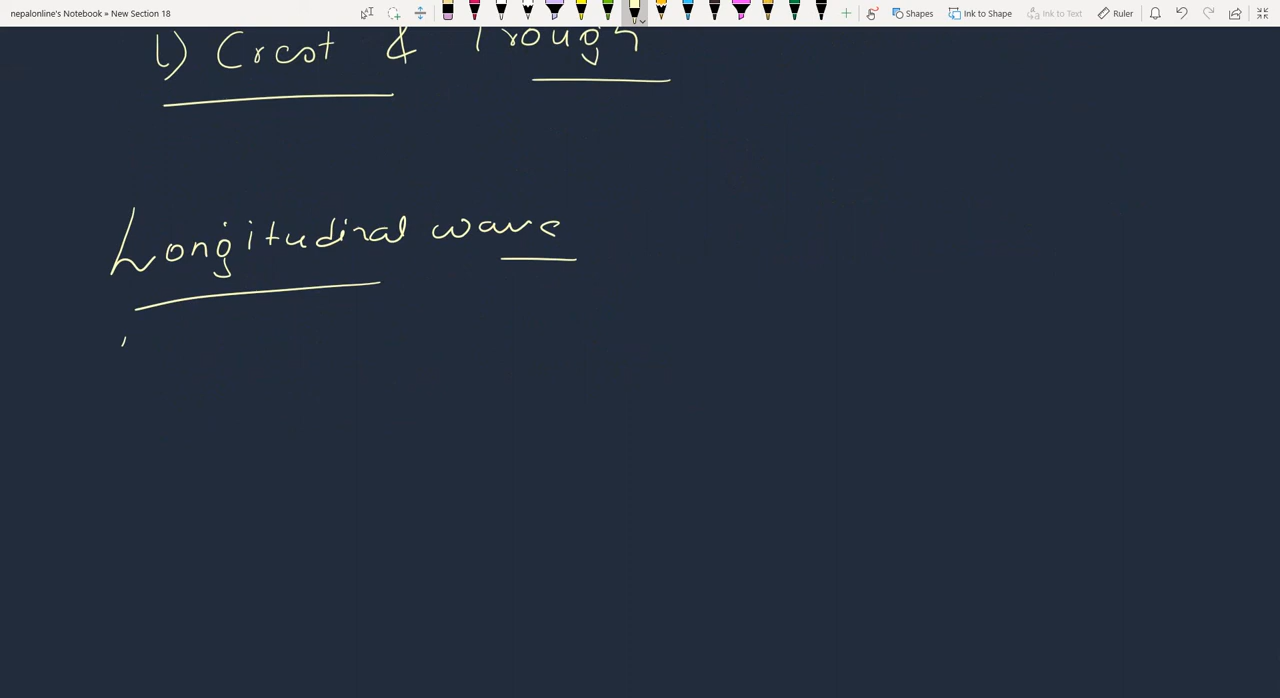 nepalonline's Notebook » New Section 18
Shapes Ink to Shape Ink to Text Ruler
1) Crest & Trough
Longitudinal wave